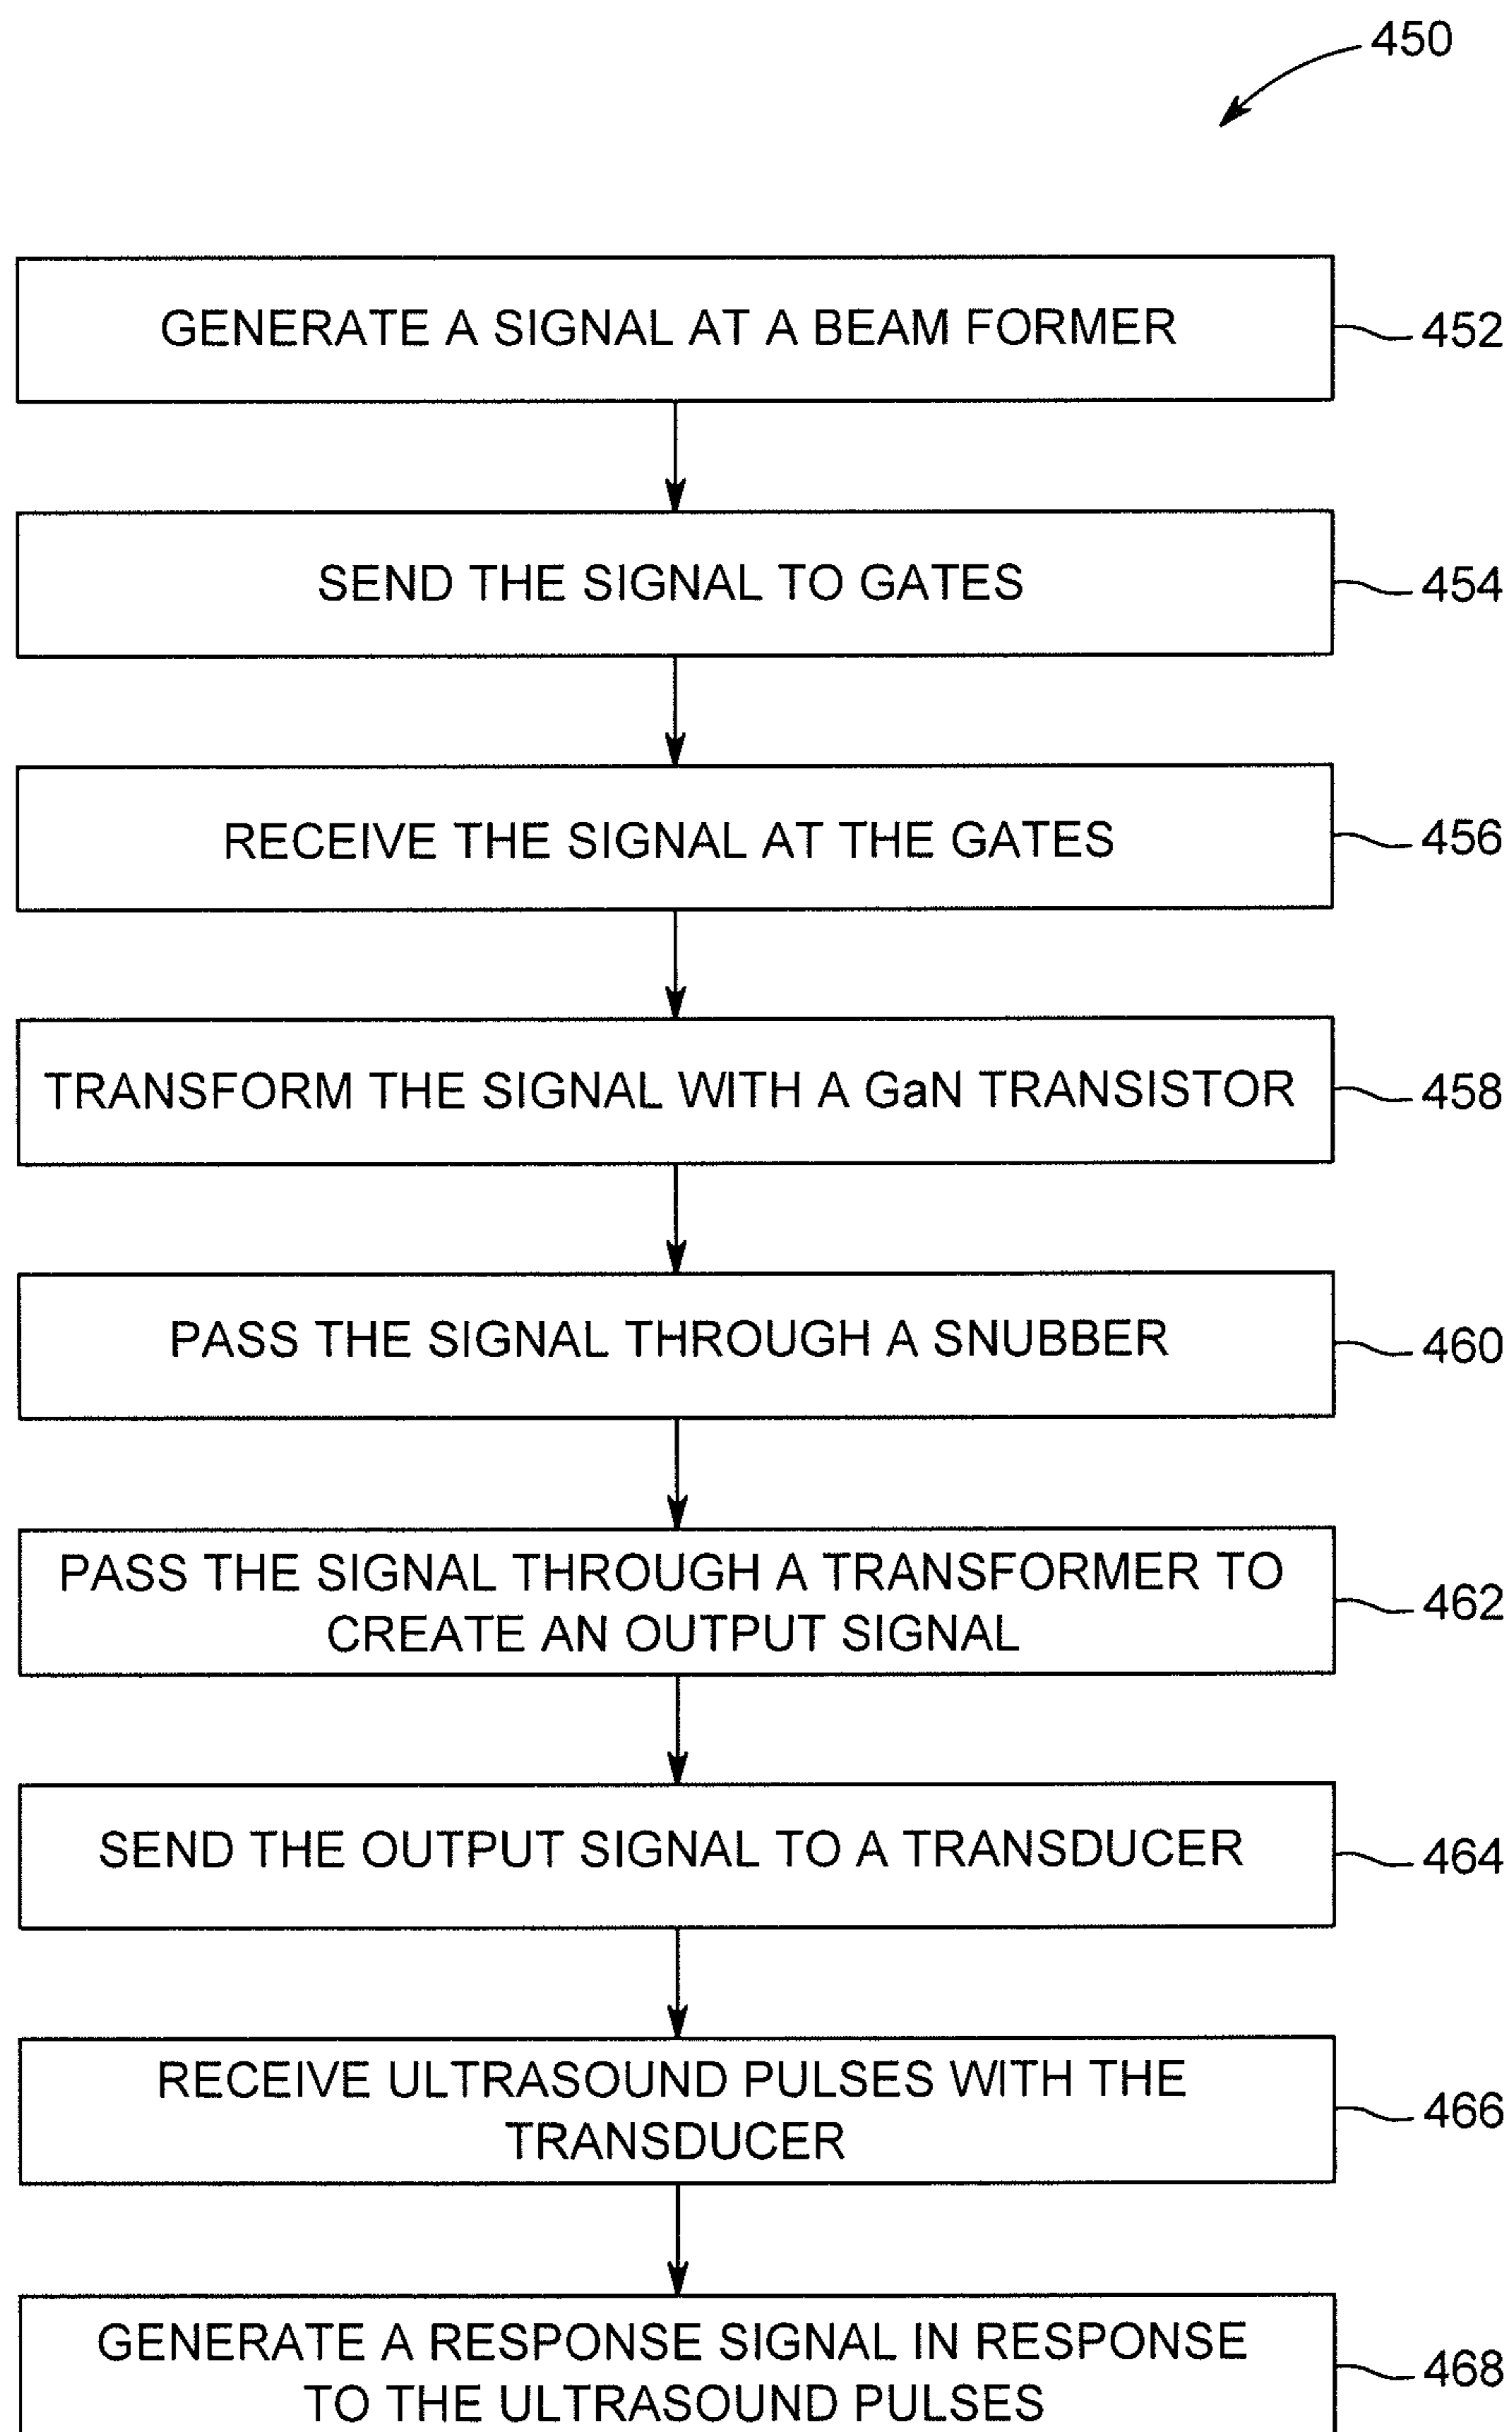 450
GENERATE A SIGNAL AT A BEAM FORMER
452
SEND THE SIGNAL TO GATES
454
RECEIVE THE SIGNAL AT THE GATES
456
TRANSFORM THE SIGNAL WITH A GaN TRANSISTOR
458
PASS THE SIGNAL THROUGH A SNUBBER
460
PASS THE SIGNAL THROUGH A TRANSFORMER TO
CREATE AN OUTPUT SIGNAL
462
SEND THE OUTPUT SIGNAL TO A TRANSDUCER
464
RECEIVE ULTRASOUND PULSES WITH THE
TRANSDUCER
466
GENERATE A RESPONSE SIGNAL IN RESPONSE
TO THE ULTRASOUND PULSES
468